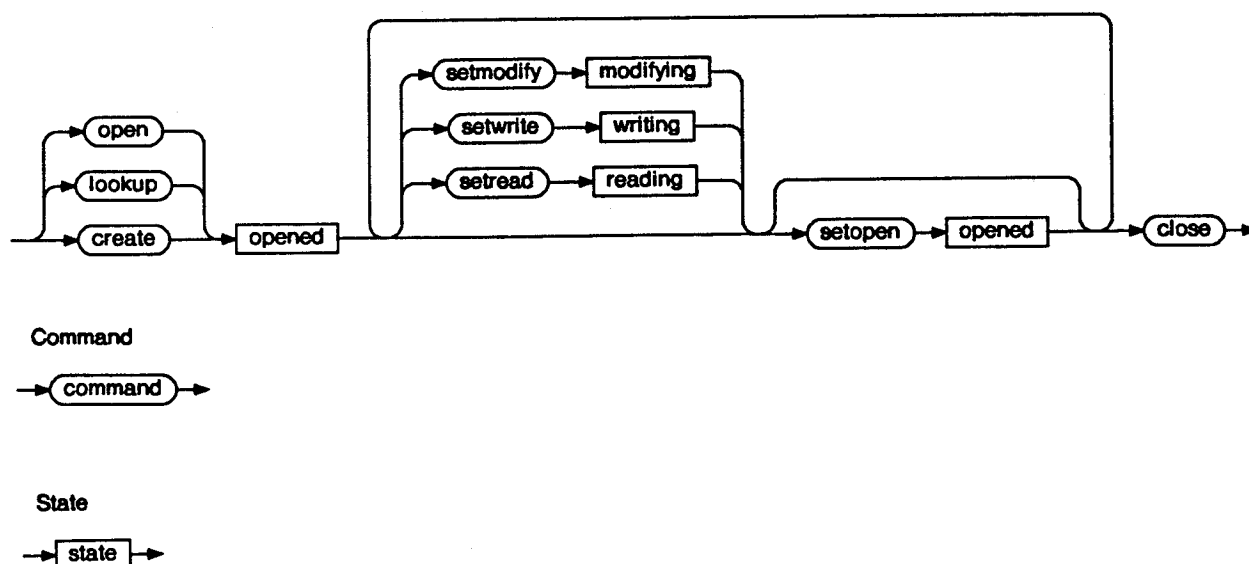 setmodify modifying
open setwrite writing
lookup setread reading
create opened setopen opened close
Command
command
State
state